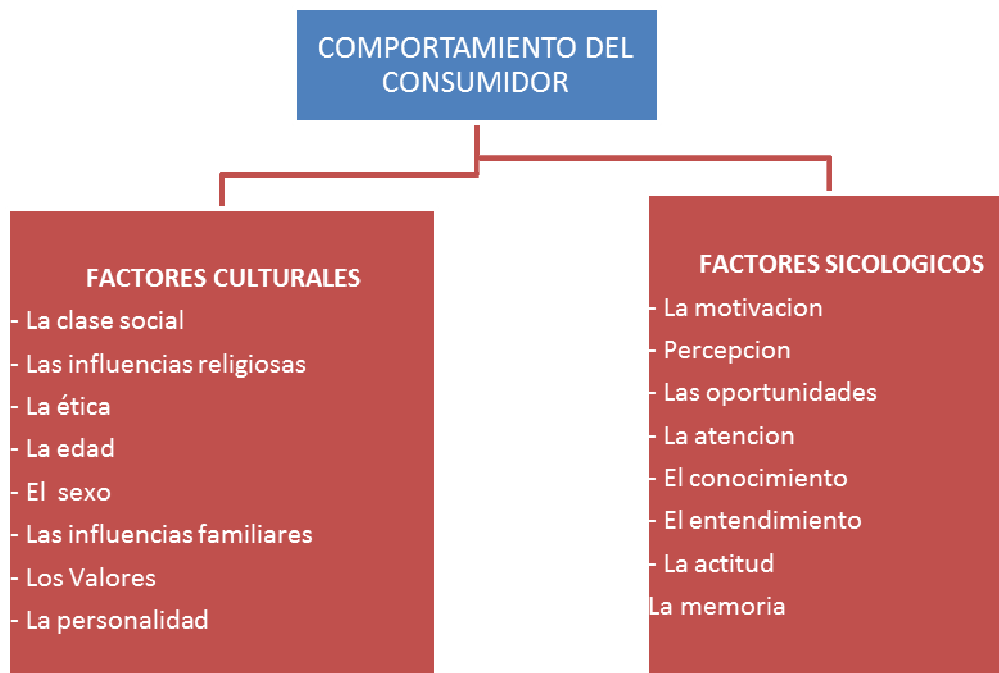 COMPORTAMIENTO DEL
CONSUMIDOR
FACTORES CULTURALES
- La clase social
- Las influencias religiosas
- La ética
- La edad
- El  sexo
- Las influencias familiares
- Los Valores
- La personalidad
FACTORES SICOLOGICOS
- La motivacion
- Percepcion
- Las oportunidades
- La atencion
- El conocimiento
- El entendimiento
- La actitud
La memoria